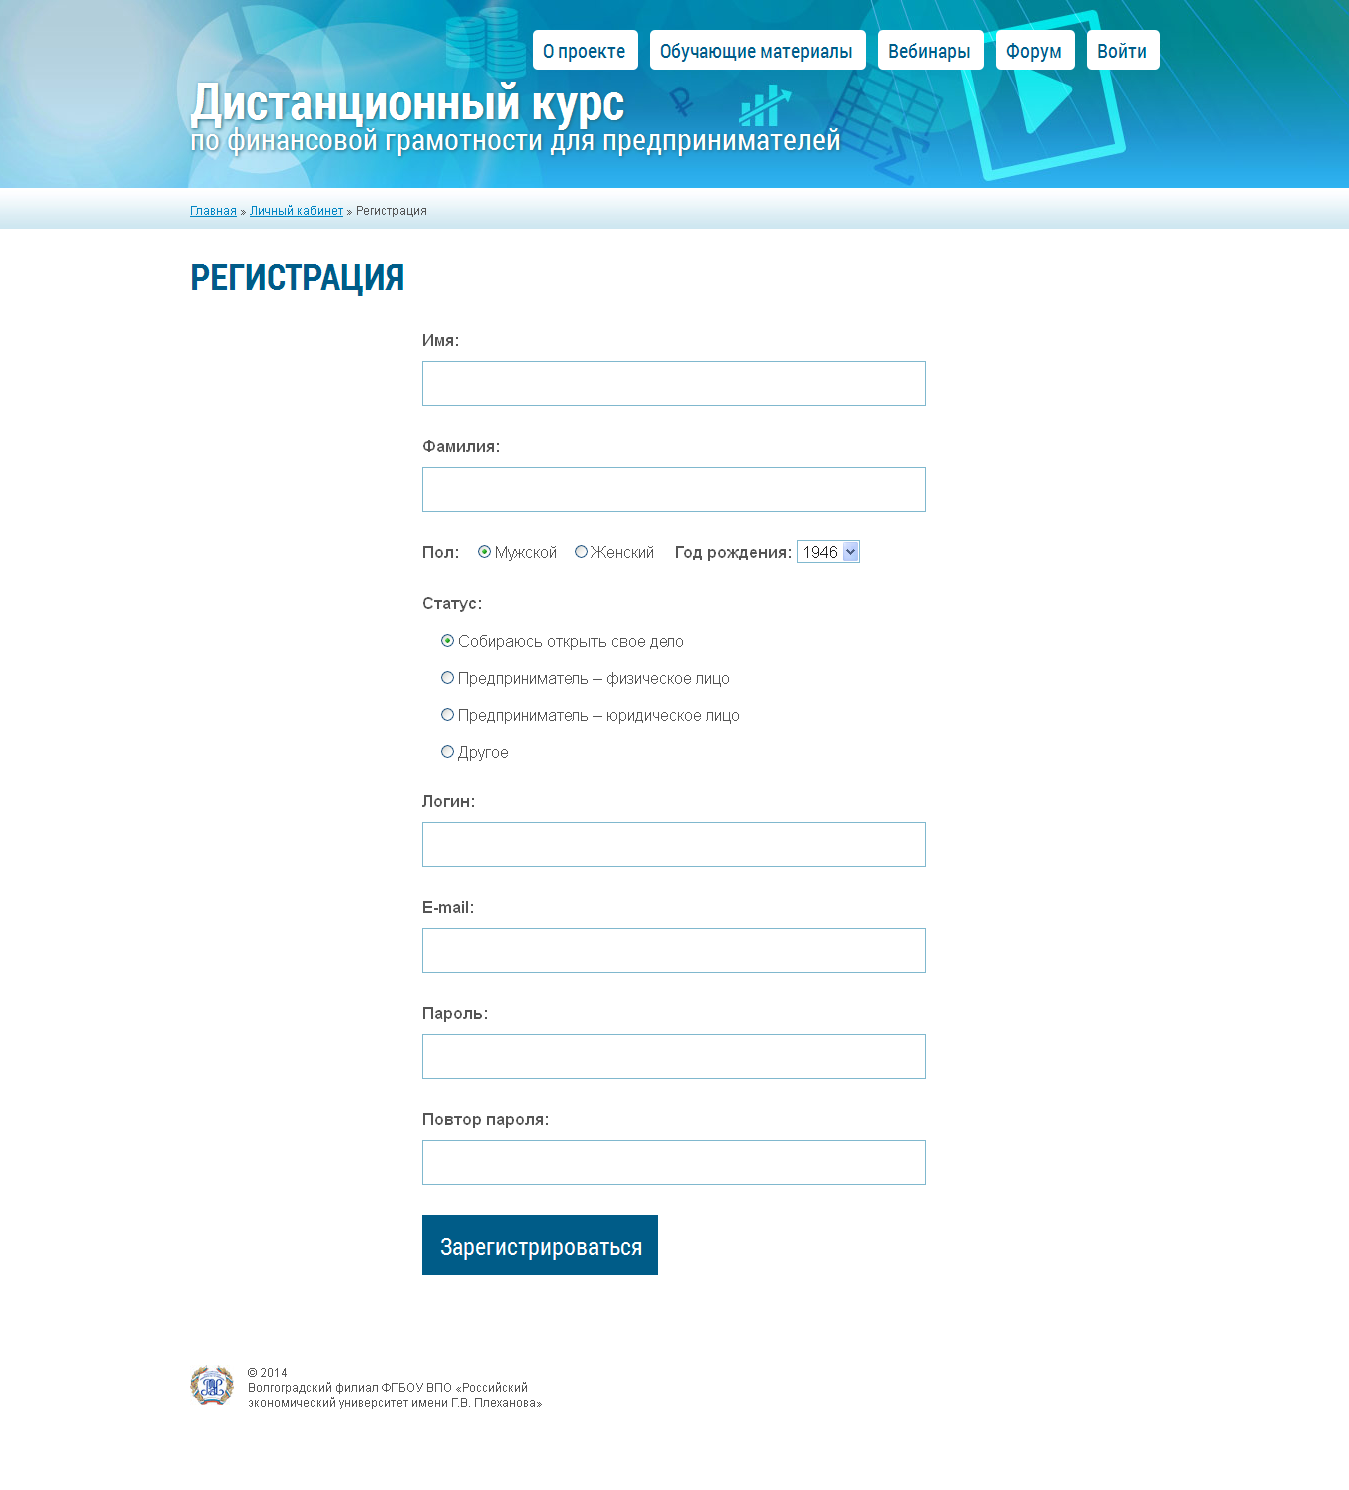 О проекте
Обучающие материалы
Вебинары
Форум
Войти
Дистанционный курс
по финансовой грамотности для предпринимателей
Главная » Личный кабинет » Регистрация
РЕГИСТРАЦИЯ
Имя:
Фамилия:
Пол: Мужской Женский Год рождения: 1946
Статус:
Собираюсь открыть свое дело
Предприниматель – физическое лицо
Предприниматель – юридическое лицо
Другое
Логин:
E-mail:
Пароль:
Повтор пароля:
Зарегистрироваться
© 2014
Волгоградский филиал ФГБОУ ВПО «Российский
экономический университет имени Г.В. Плеханова»